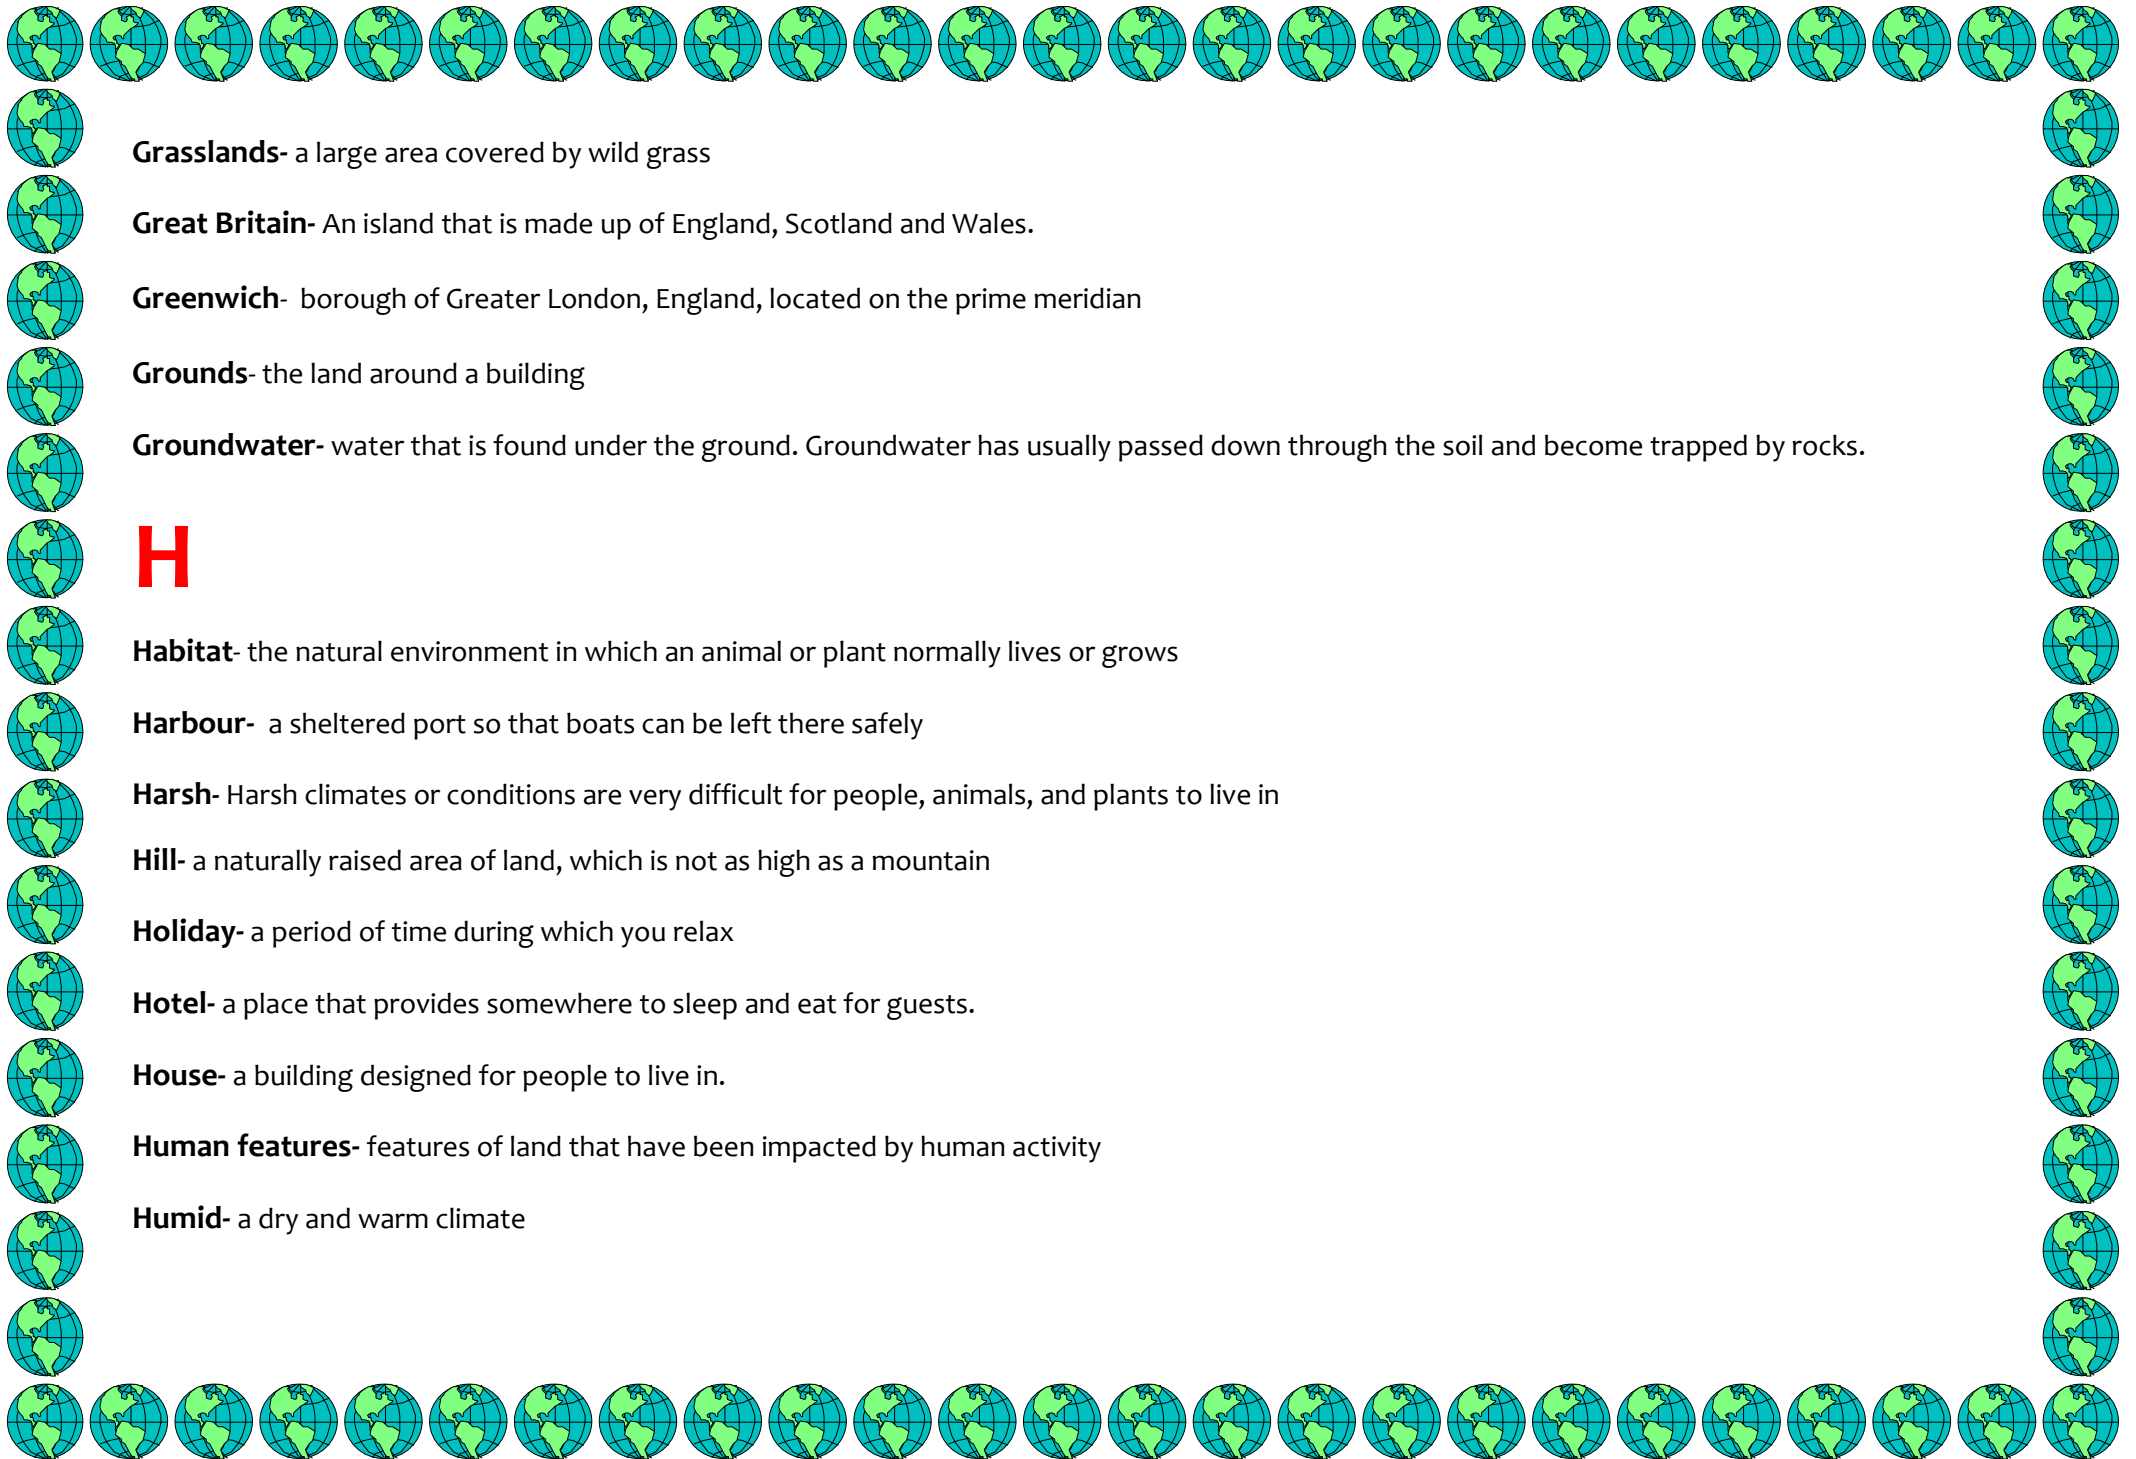 Grasslands- a large area covered by wild grass
Great Britain- An island that is made up of England, Scotland and Wales.
Greenwich-  borough of Greater London, England, located on the prime meridian
Grounds- the land around a building
Groundwater- water that is found under the ground. Groundwater has usually passed down through the soil and become trapped by rocks.
H
Habitat- the natural environment in which an animal or plant normally lives or grows
Harbour-  a sheltered port so that boats can be left there safely
Harsh- Harsh climates or conditions are very difficult for people, animals, and plants to live in
Hill- a naturally raised area of land, which is not as high as a mountain
Holiday- a period of time during which you relax
Hotel- a place that provides somewhere to sleep and eat for guests.
House- a building designed for people to live in.
Human features- features of land that have been impacted by human activity
Humid- a dry and warm climate